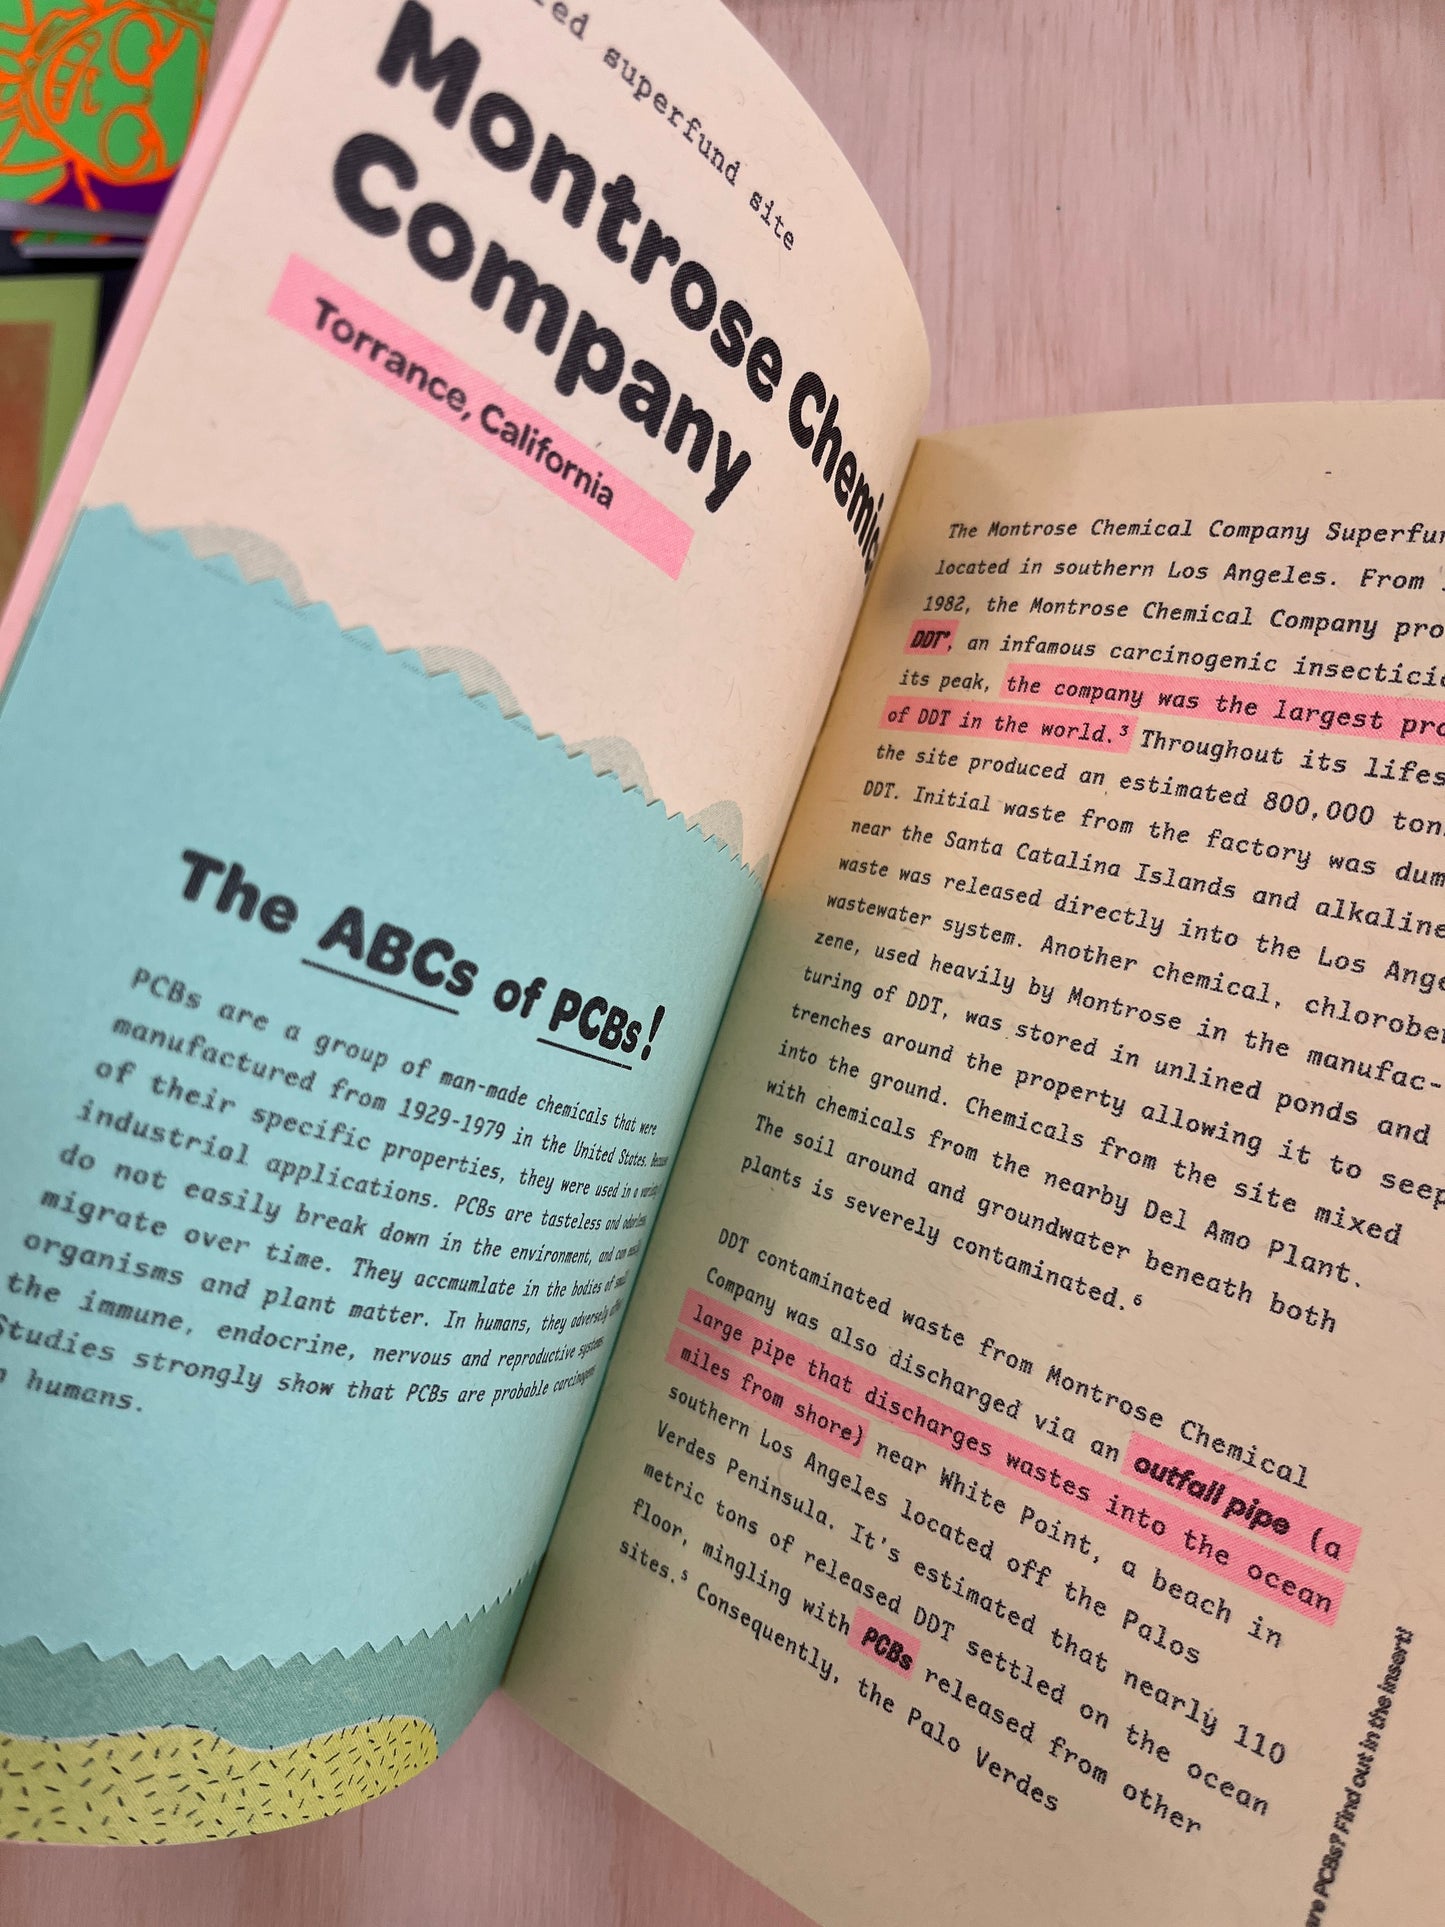 superfund site
Montrose Chemic
Company
Torrance, California
The ABCs of PCBs!
PCBs are a group of man-made chemicals that were
manufactured from 1929-1979 in the United States. Because
of their specific properties, they were used in a variety
industrial applications. PCBs are tasteless and odorless
do not easily break down in the environment, and can easily
migrate over time. They accmumlate in the bodies of small
organisms and plant matter. In humans, they adversely
the immune, endocrine, nervous and reproductive systems
Studies strongly show that PCBs are probable carcinogens
humans.
The Montrose Chemical Company Superfu
located in southern Los Angeles. From
1982, the Montrose Chemical Company pro
DDT*, an infamous carcinogenic insectici
its peak, the company was the largest pro
of DDT in the world.³ Throughout its lifes
the site produced an estimated 800,000 ton
DDT. Initial waste from the factory was dum
near the Santa Catalina Islands and alkaline
waste was released directly into the Los Ange
wastewater system. Another chemical, chloroben
zene, used heavily by Montrose in the manufac-
turing of DDT, was stored in unlined ponds and
trenches around the property allowing it to seep
into the ground. Chemicals from the site mixed
with chemicals from the nearby Del Amo Plant.
The soil around and groundwater beneath both
plants is severely contaminated.⁶
DDT contaminated waste from Montrose Chemical
Company was also discharged via an outfall pipe (a
large pipe that discharges wastes into the ocean
miles from shore) near White Point, a beach in
southern Los Angeles located off the Palos
Verdes Peninsula. It's estimated that nearly 110
metric tons of released DDT settled on the ocean
floor, mingling with PCBs released from other
sites.⁵ Consequently, the Palo Verdes
are PCBs? Find out in the insert!